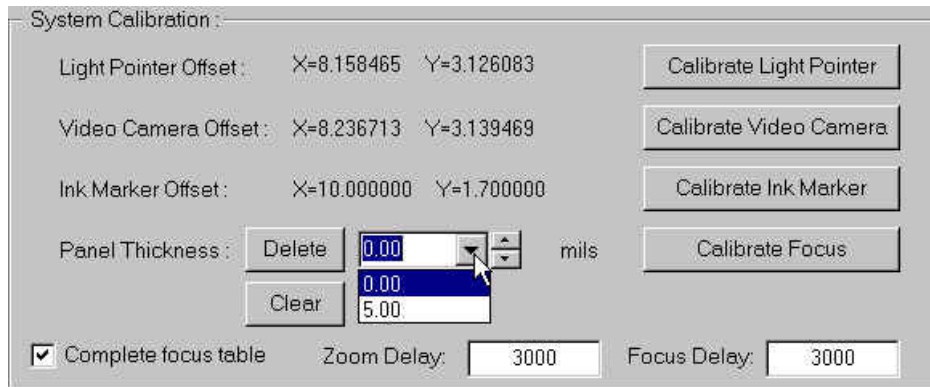 System Calibration :
Light Pointer Offset : X=8.158465 Y=3.126083 Calibrate Light Pointer
Video Camera Offset : X=8.236713 Y=3.139469 Calibrate Video Camera
Ink Marker Offset : X=10.000000 Y=1.700000 Calibrate Ink Marker
Panel Thickness : Delete 0.00 mils Calibrate Focus
0.00
Clear 5.00
Complete focus table Zoom Delay: 3000 Focus Delay: 3000